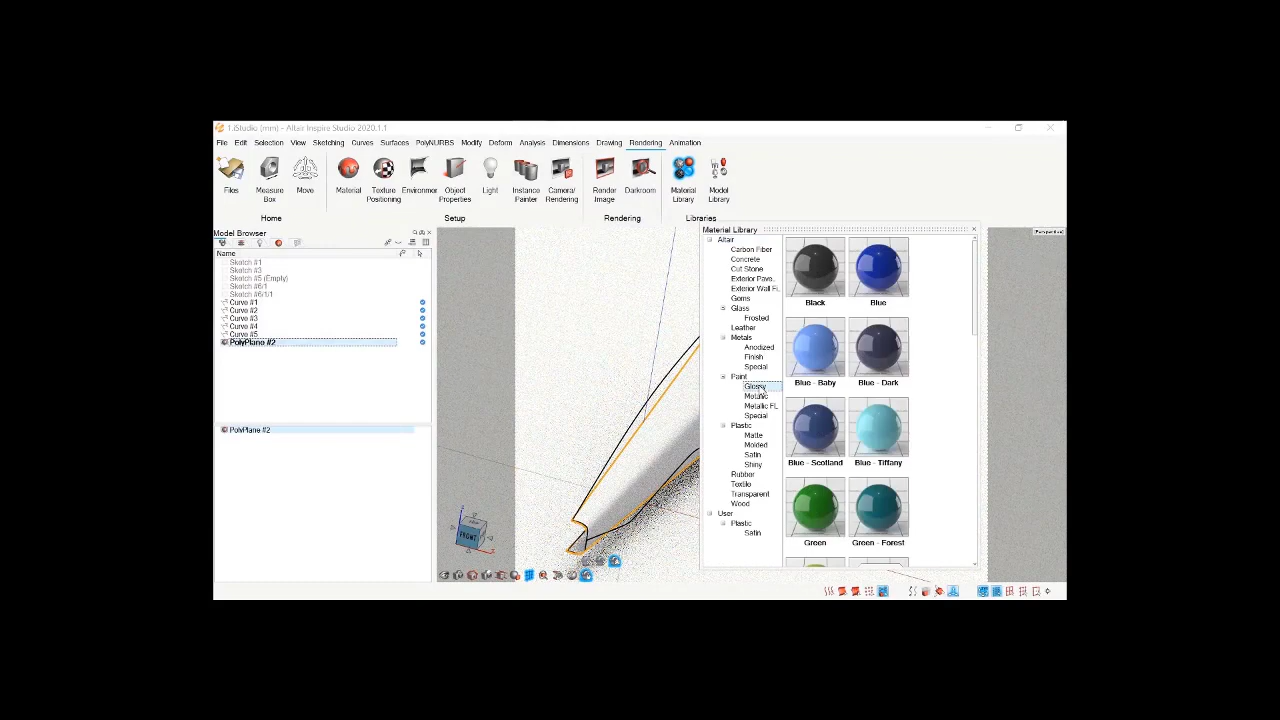 1.iStudio (mm) - Altair Inspire Studio 2020.1.1
File Edit Selection View Sketching Curves Surfaces PolyNURBS Modify Deform Analysis Dimensions Drawing Rendering Animation
Files Measure Box Move Material Texture Positioning Environmer Object Properties Light Instance Painter Camera/ Rendering Render Image Darkroom Material Library Model Library
Home Setup Rendering Libraries
Model Browser
Name
Sketch #1
Sketch #3
Sketch #5 (Empty)
Sketch #6/1
Sketch #6/1/1
Curve #1
Curve #2
Curve #3
Curve #4
Curve #5
PolyPlane #2
PolyPlane #2
FRONT
Perspective
Material Library
Altair
Carbon Fiber
Concrete
Cut Stone
Exterior Pave..
Exterior Wall Fi..
Gems
Glass
Frosted
Leather
Metals
Anodized
Finish
Special
Paint
Glossy
Metallic
Metallic FL
Special
Plastic
Matte
Molded
Satin
Shiny
Rubber
Textile
Transparent
Wood
User
Plastic
Satin
Black Blue
Blue - Baby Blue - Dark
Blue - Scotland Blue - Tiffany
Green Green - Forest